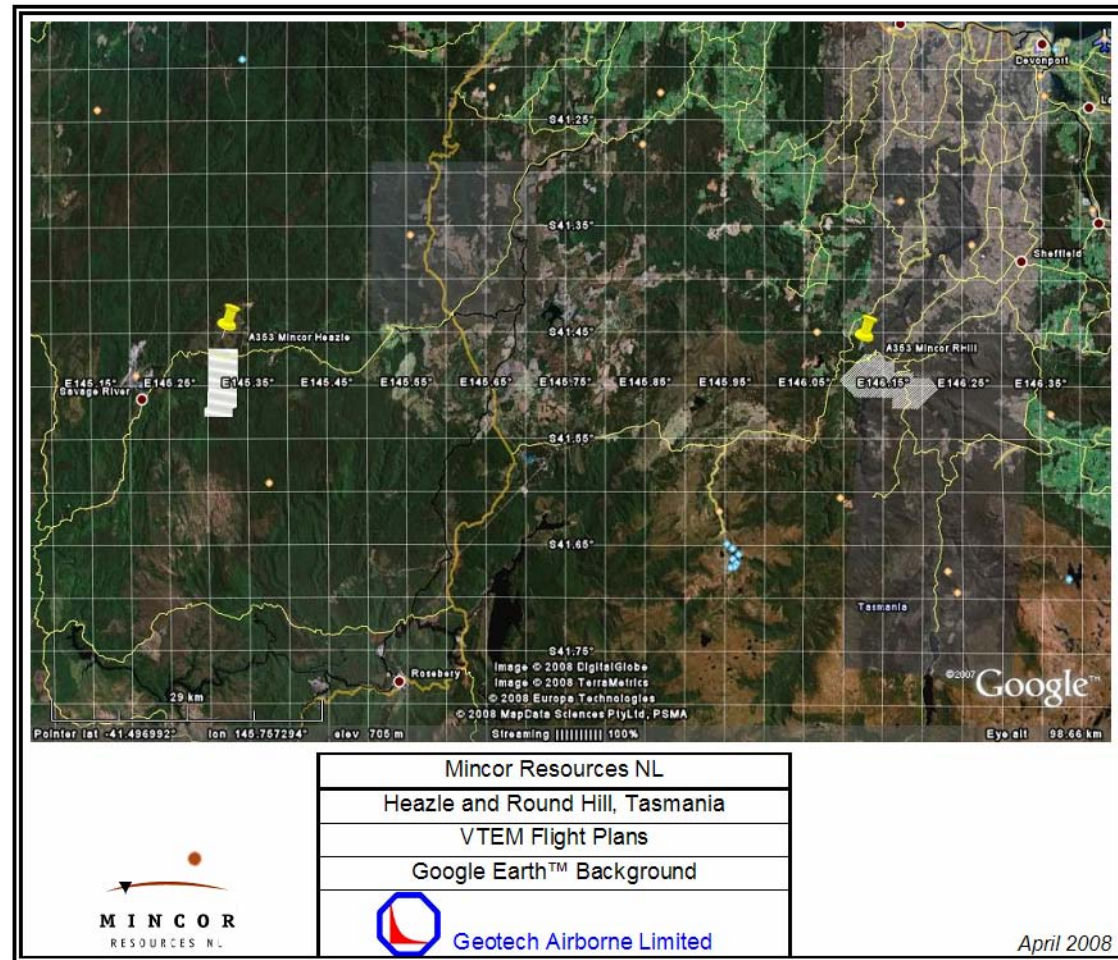 Devonport
S41.25°
S41.35°
Sheffield
S41.45°
A353 Mincor Heazle
A353 Mincor RHill
E145.15° E145.25° E145.35° E145.45° E145.55° E145.65° E145.75° E145.85° E145.95° E146.05° E146.15° E146.25° E146.35°
Savage River
S41.55°
S41.65°
Tasmania
S41.75°
Rosebery
Image © 2008 DigitalGlobe
Image © 2008 TerraMetrics
© 2008 Europa Technologies
© 2008 MapData Sciences PtyLtd, PSMA
©2007 Google™
29 km
Pointer lat -41.496992° lon 145.757294° elev 705 m Streaming |||||||||| 100% Eye alt 98.66 km
Mincor Resources NL
Heazle and Round Hill, Tasmania
VTEM Flight Plans
Google Earth™ Background
Geotech Airborne Limited
MINCOR
RESOURCES NL
April 2008